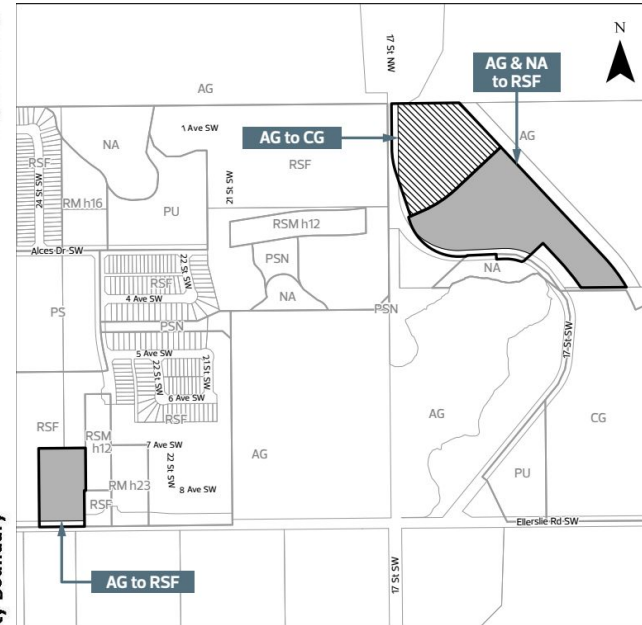 N
17 St NW
AG & NA
to RSF
AG
AG to CG
AG
1 Ave SW
NA
RSF
RSF
24 St SW
21 St SW
RM h16
PU
RSM h12
Alces Dr SW
PSN
22 St SW
RSF
NA
NA
4 Ave SW
PS
PSN
PSN
17 St SW
5 Ave SW
22 St SW
21 St SW
6 Ave SW
RSF
AG
CG
RSF
RSM
h12
7 Ave SW
AG
22 St SW
PU
RM h23
8 Ave SW
RSF
Ellerslie Rd SW
AG to RSF
17 St SW
Boundary